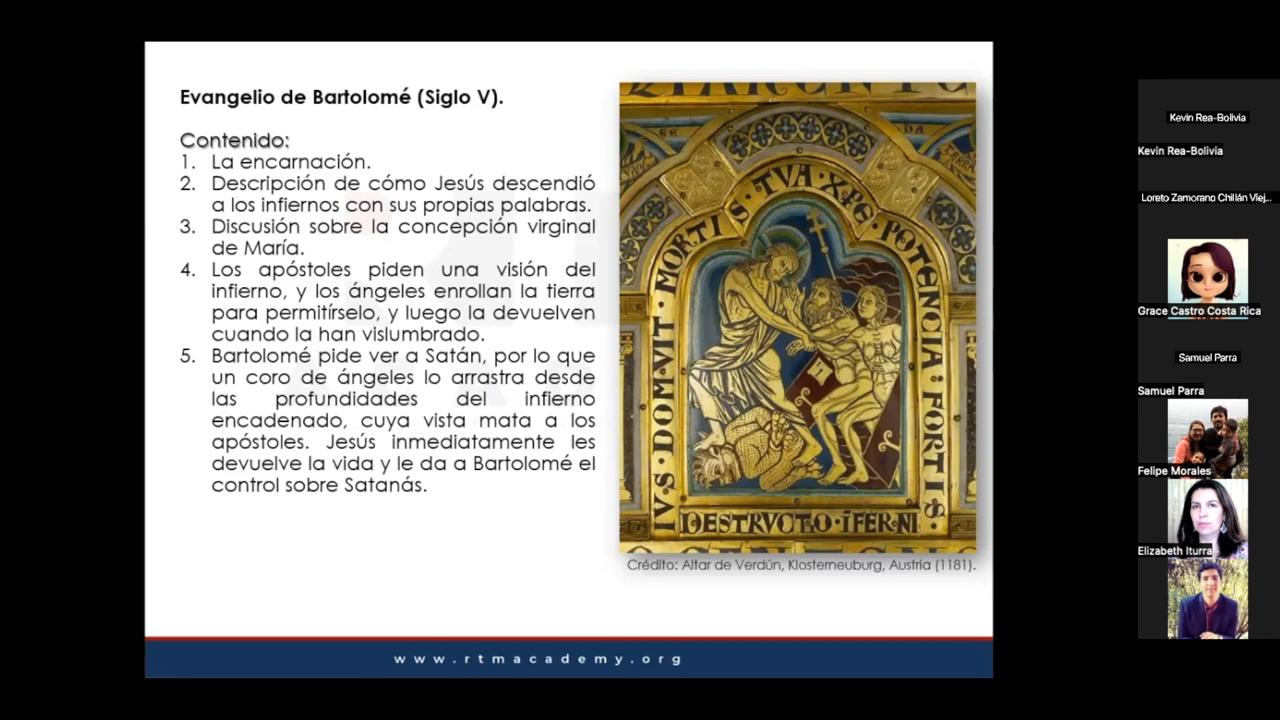 Evangelio de Bartolomé (Siglo V).
Contenido:
1. La encarnación.
2. Descripción de cómo Jesús descendió
a los infiernos con sus propias palabras.
3. Discusión sobre la concepción virginal
de María.
4. Los apóstoles piden una visión del
infierno, y los ángeles enrollan la tierra
para permitírselo, y luego la devuelven
cuando la han vislumbrado.
5. Bartolomé pide ver a Satán, por lo que
un coro de ángeles lo arrastra desde
las profundidades del infierno
encadenado, cuya vista mata a los
apóstoles. Jesús inmediatamente les
devuelve la vida y le da a Bartolomé el
control sobre Satanás.
IVS·DOMVIT·MORTIS·TVA·XPE·POTENCIA:FORTIS
DESTRVCTO·IFERNI
Crédito: Altar de Verdún, Klosterneuburg, Austria (1181).
www.rtmacademy.org
Kevin Rea-Bolivia
Kevin Rea-Bolivia
Loreto Zamorano Chillán Viej...
Grace Castro Costa Rica
Samuel Parra
Samuel Parra
Felipe Morales
Elizabeth Iturra